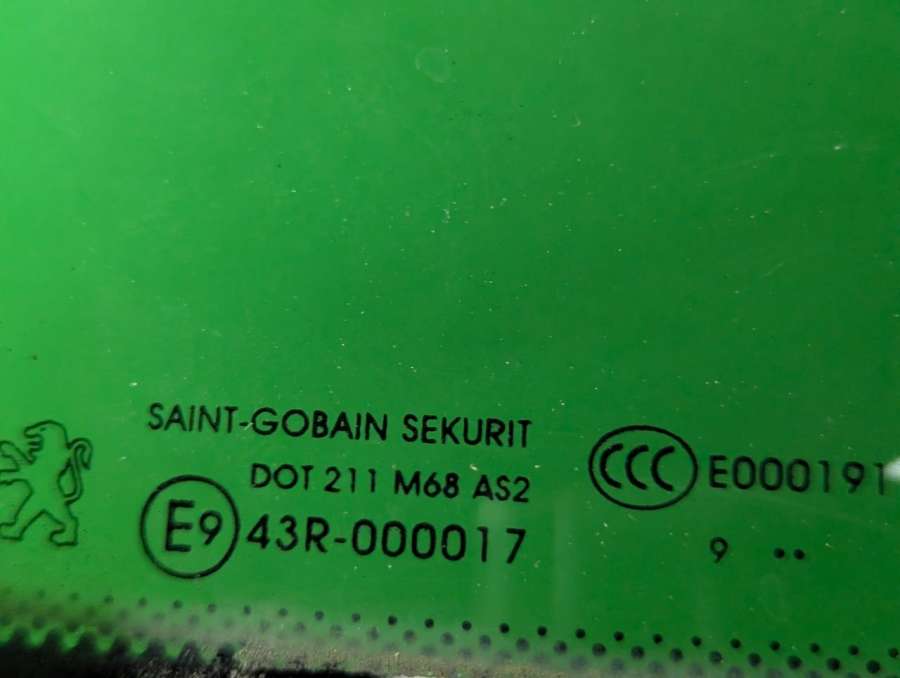 SAINT-GOBAIN SEKURIT
DOT 211 M68 AS2
E9 43R-000017
CCC E000191
9 ••